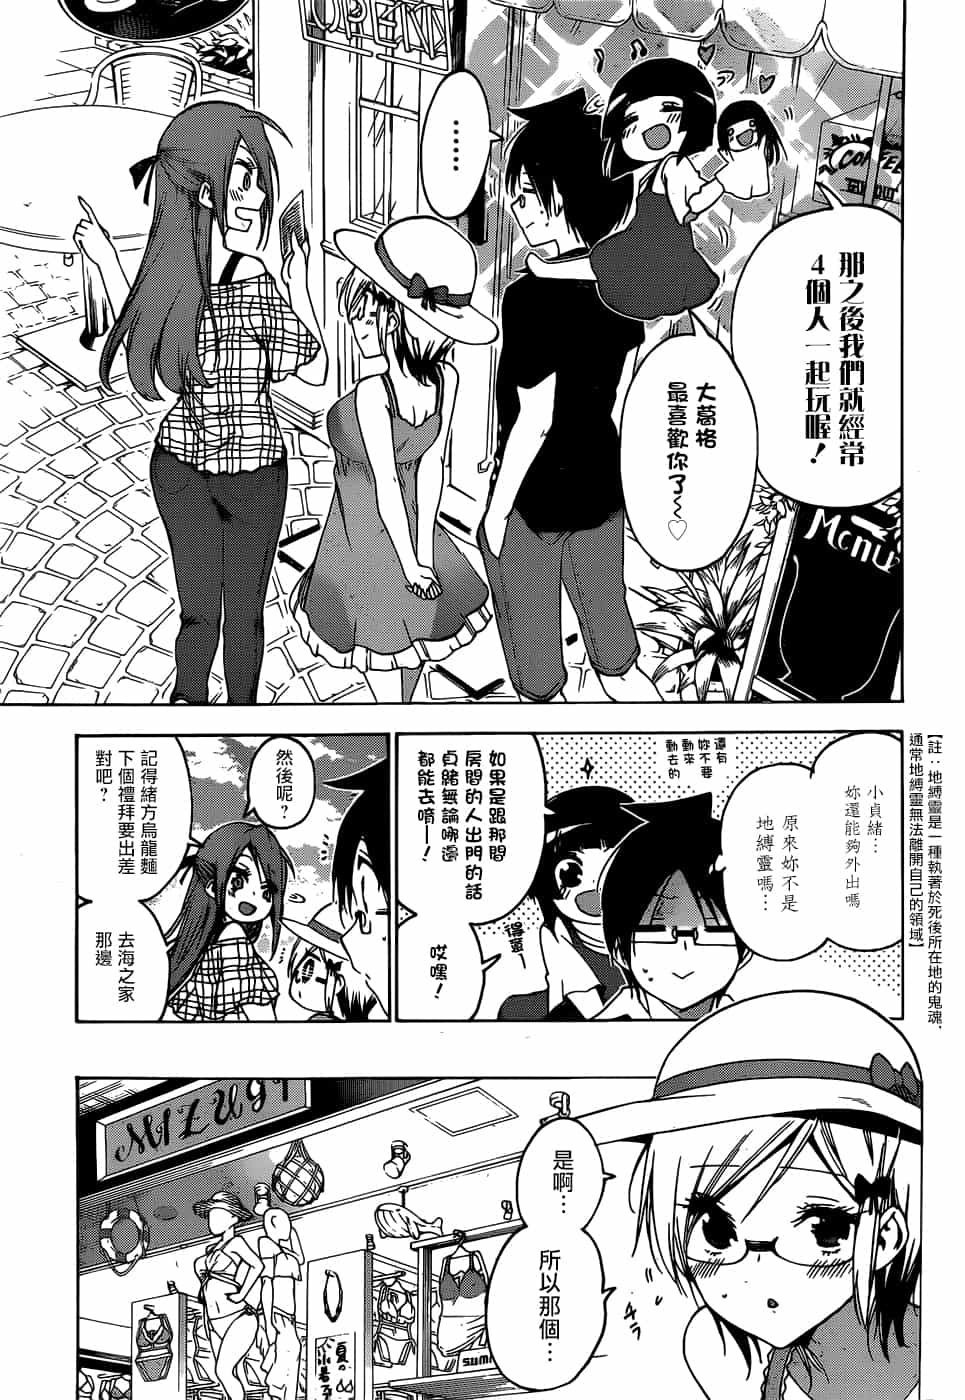 OPEN
COFFEE
Menu
那之後我們就經常
4個人一起玩喔！
⋯⋯
大葛格
最喜歡你了～♡
【註：地縛靈是一種執著於死後所在地的鬼魂，
通常地縛靈無法離開自己的領域】
小貞緒⋯
妳還能夠外出嗎
原來妳不是
地縛靈嗎⋯
還有
妳不要
動來
動去的
如果是跟那間
房間的人出門的話
貞緒無論哪邊
都能去唷ー！
得意ー
哎嘿！
然後呢？
記得緒方烏龍麵
下個禮拜要出差
對吧？
去海之家
那邊
MIZUGI
是啊⋯
所以那個⋯
夏の
水着